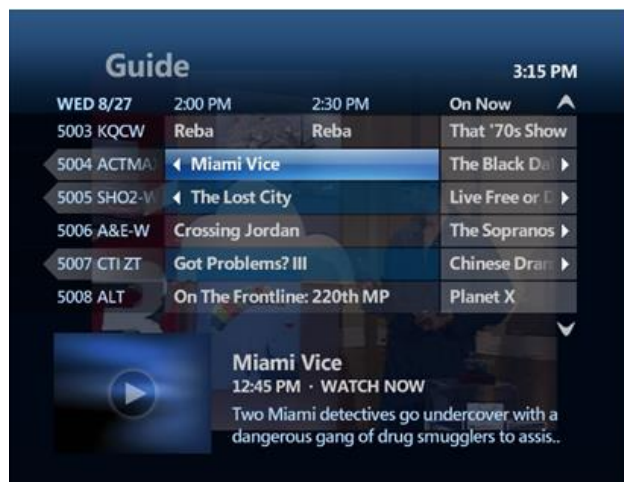 Guide
3:15 PM
WED 8/27 2:00 PM 2:30 PM On Now
5003 KQCW Reba Reba That '70s Show
5004 ACTMA Miami Vice The Black Da
5005 SHO2-W The Lost City Live Free or D
5006 A&E-W Crossing Jordan The Sopranos
5007 CTI ZT Got Problems? III Chinese Dram
5008 ALT On The Frontline: 220th MP Planet X
Miami Vice
12:45 PM · WATCH NOW
Two Miami detectives go undercover with a
dangerous gang of drug smugglers to assis..